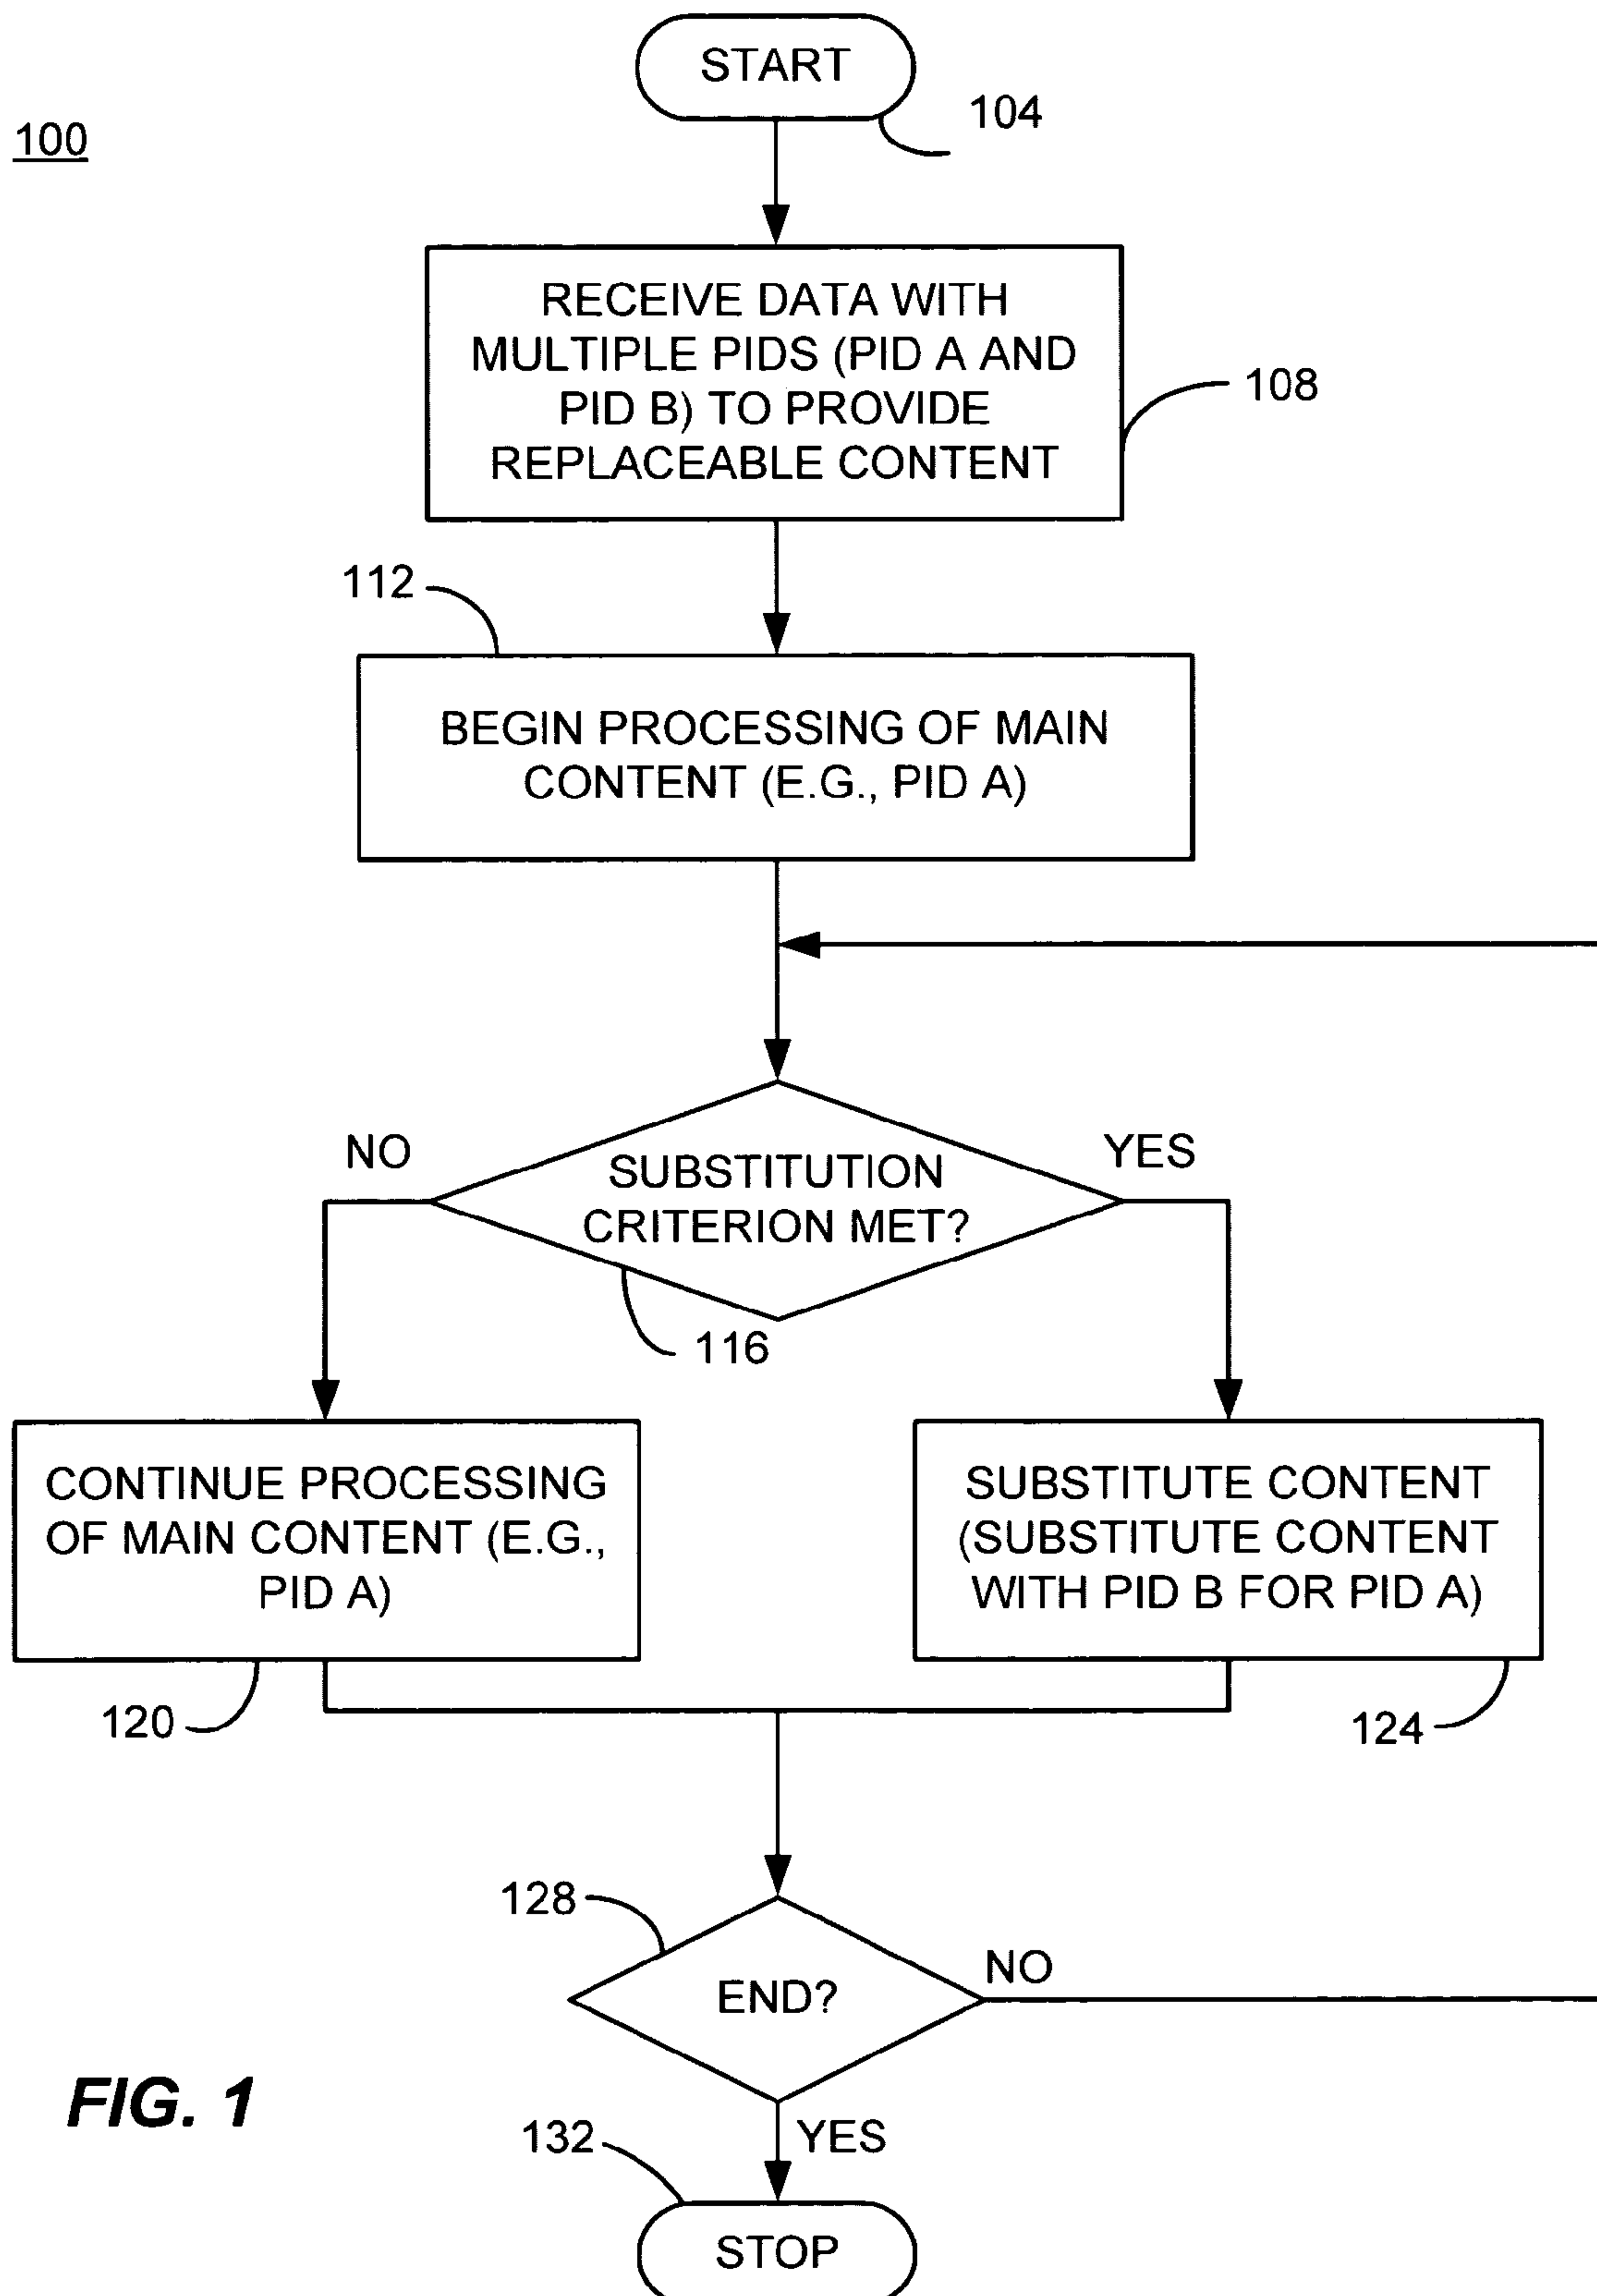 START
104
100
RECEIVE DATA WITH
MULTIPLE PIDS (PID A AND
PID B) TO PROVIDE
REPLACEABLE CONTENT
108
112
BEGIN PROCESSING OF MAIN
CONTENT (E.G., PID A)
NO
YES
SUBSTITUTION
CRITERION MET?
116
CONTINUE PROCESSING
OF MAIN CONTENT (E.G.,
PID A)
SUBSTITUTE CONTENT
(SUBSTITUTE CONTENT
WITH PID B FOR PID A)
120
124
128
END?
NO
FIG. 1
132
YES
STOP